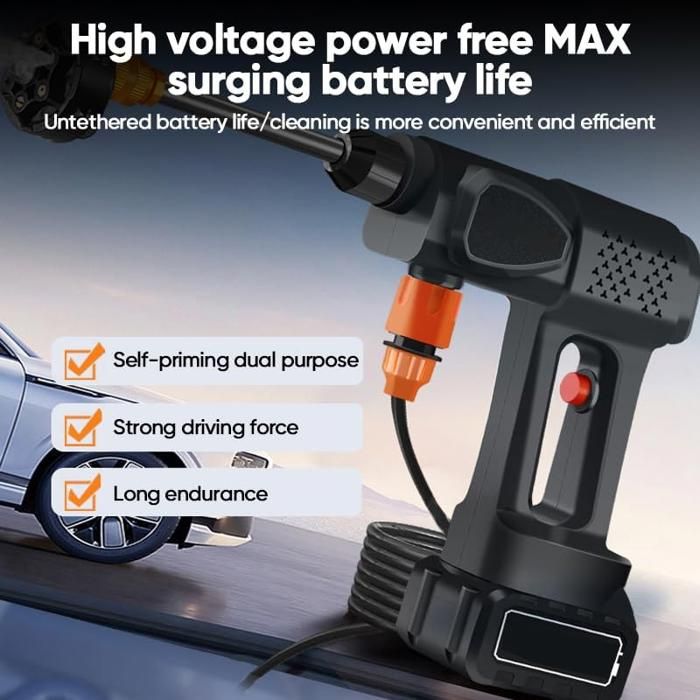 High voltage power free MAX
surging battery life
Untethered battery life/cleaning is more convenient and efficient
Self-priming dual purpose
Strong driving force
Long endurance